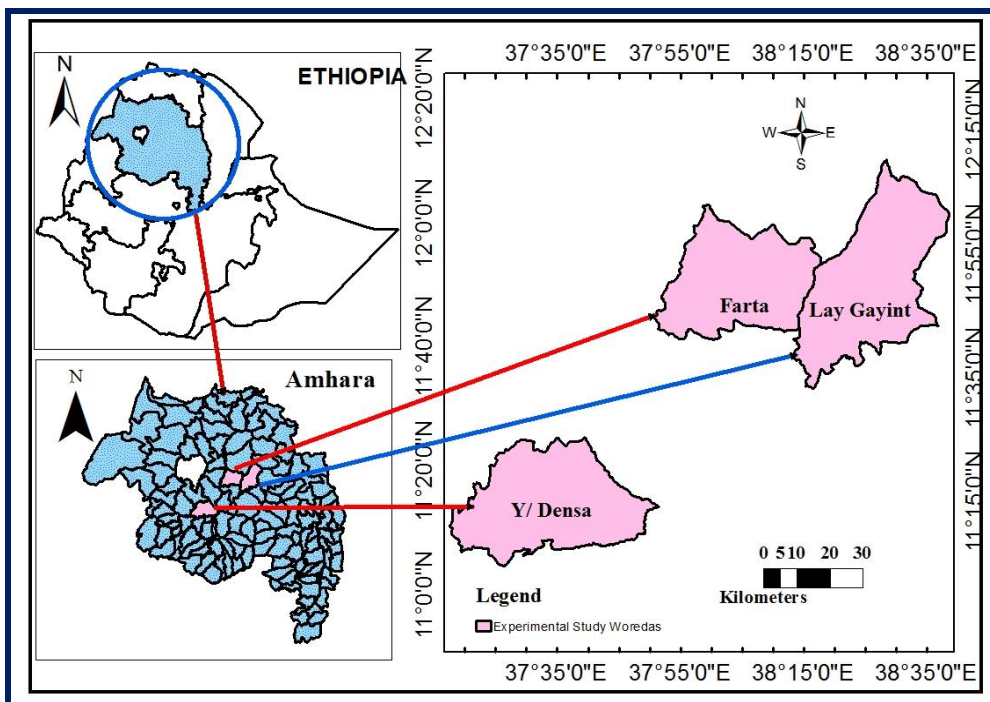 N
ETHIOPIA
N
Amhara
37°35'0"E 37°55'0"E 38°15'0"E 38°35'0"E
12°20'0"N
12°0'0"N
11°40'0"N
11°20'0"N
11°0'0"N
N
W E
S
Farta
Lay Gayint
Y/ Densa
0 510 20 30
Kilometers
Legend
Experimental Study Woredas
12°15'0"N
11°55'0"N
11°35'0"N
11°15'0"N
37°35'0"E 37°55'0"E 38°15'0"E 38°35'0"E